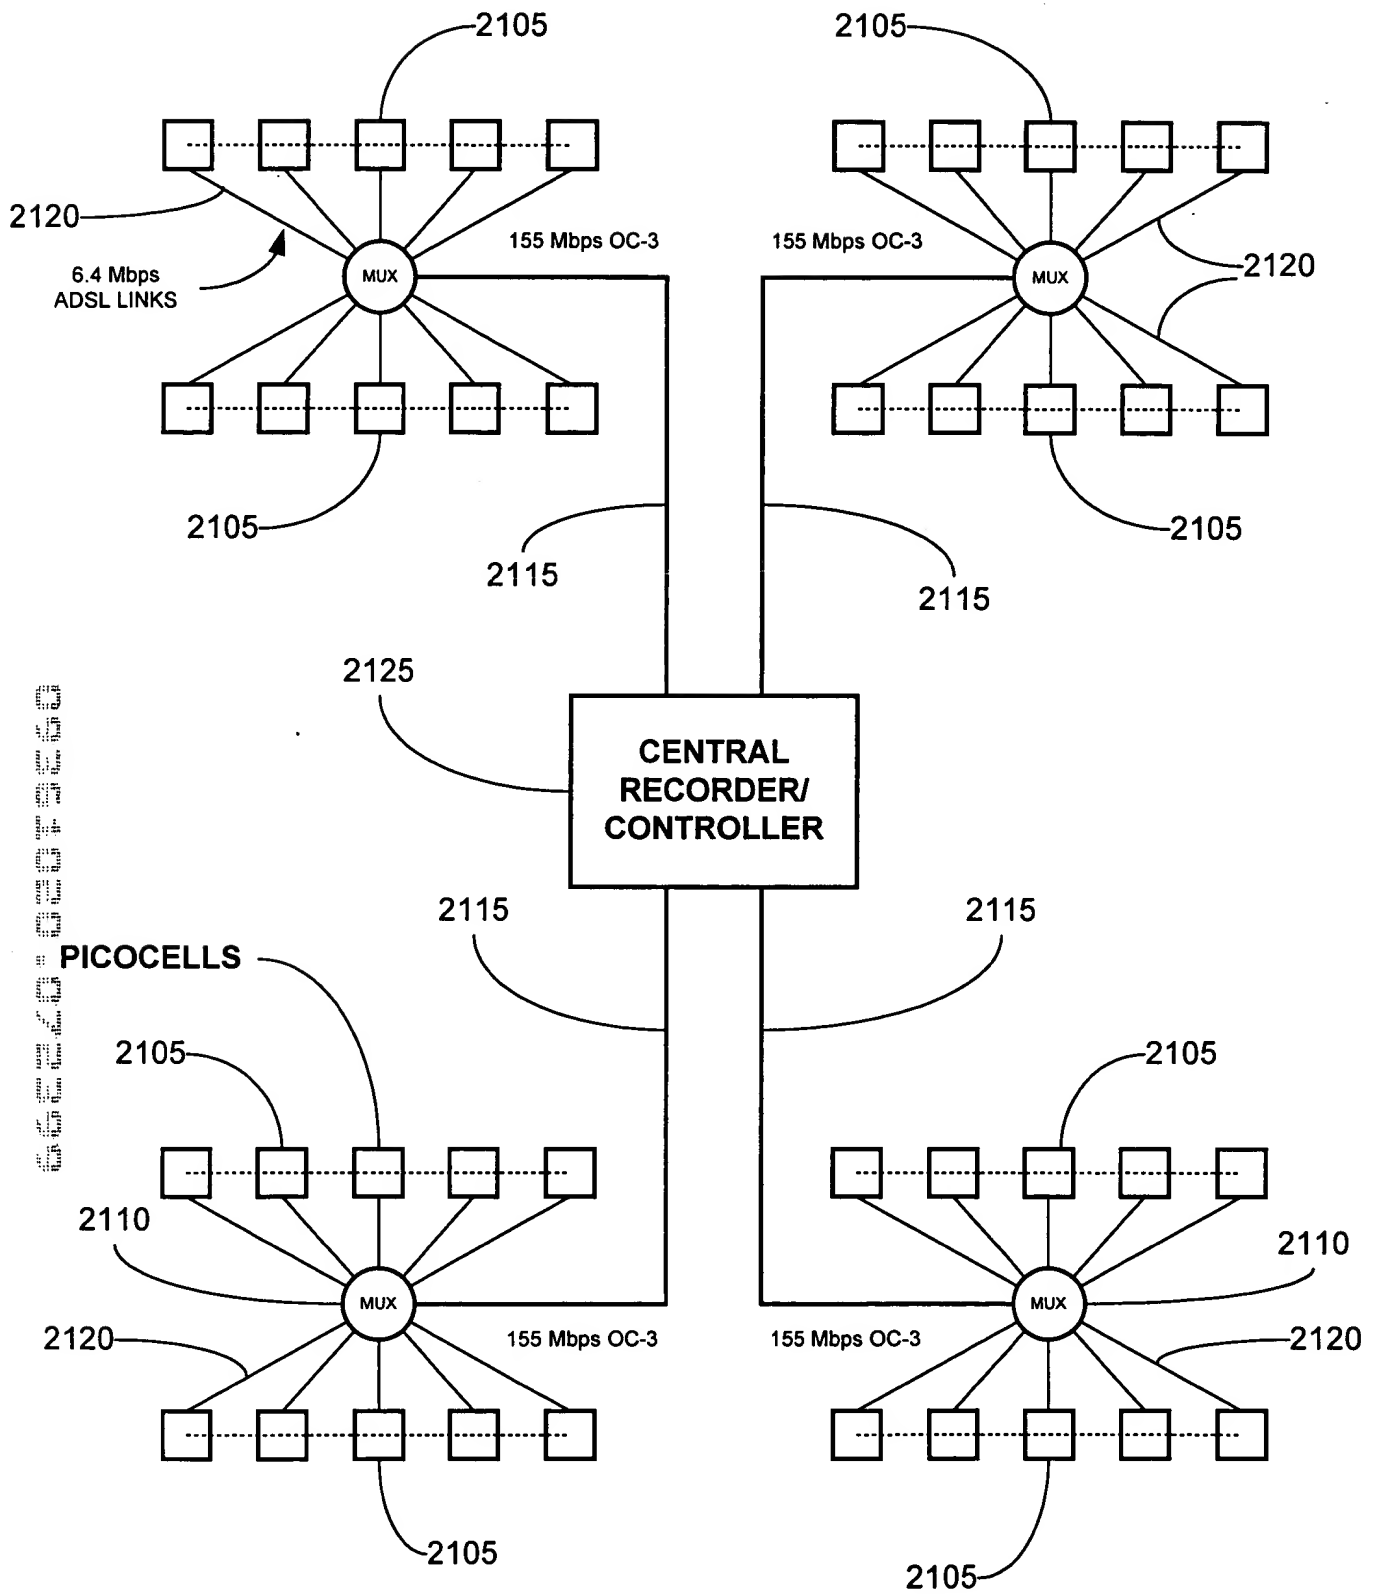 2105
2105
2120
155 Mbps OC-3
155 Mbps OC-3
6.4 Mbps
ADSL LINKS
MUX
MUX
2120
2105
2105
2115
2115
2125
CENTRAL
RECORDER/
CONTROLLER
2115
2115
PICOCELLS
2105
2105
2110
2110
MUX
MUX
2120
155 Mbps OC-3
155 Mbps OC-3
2120
2105
2105